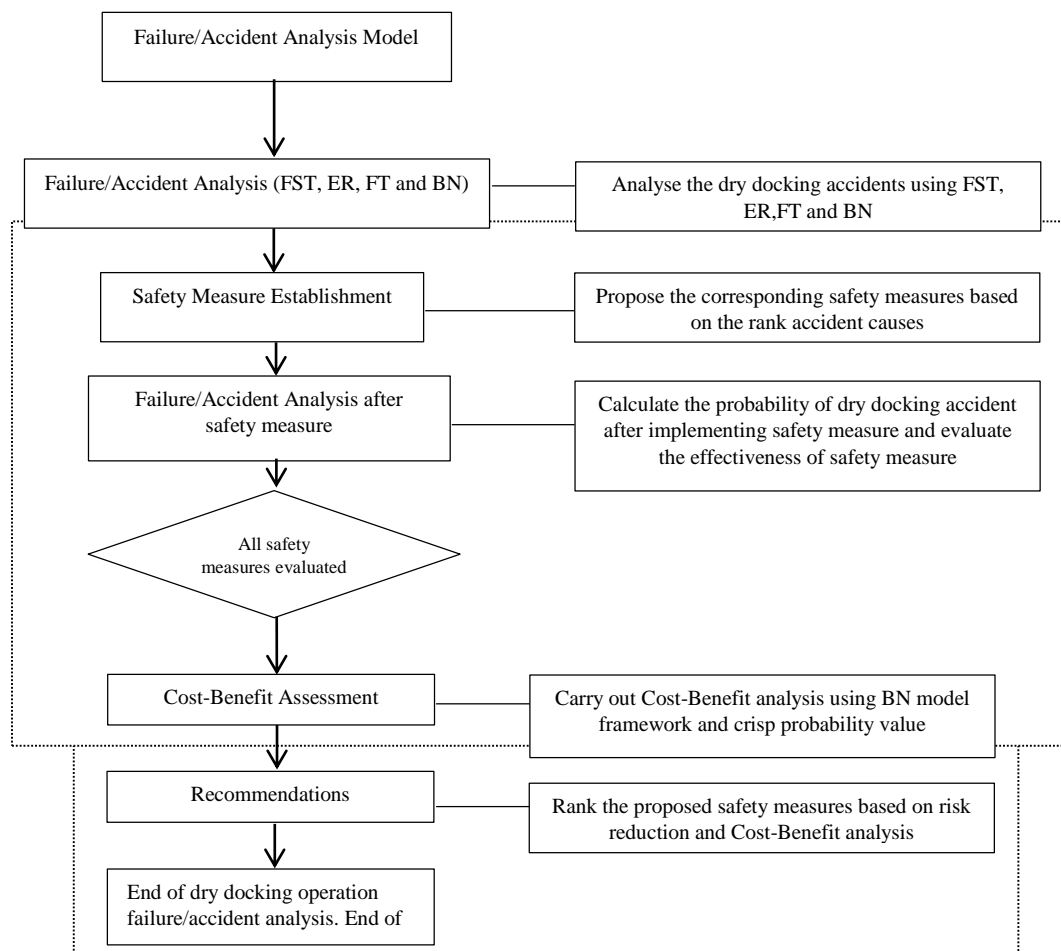 Failure/Accident Analysis Model
Failure/Accident Analysis (FST, ER, FT and BN)
Analyse the dry docking accidents using FST,
ER,FT and BN
Safety Measure Establishment
Propose the corresponding safety measures based
on the rank accident causes
Failure/Accident Analysis after
safety measure
Calculate the probability of dry docking accident
after implementing safety measure and evaluate
the effectiveness of safety measure
All safety
measures evaluated
Cost-Benefit Assessment
Carry out Cost-Benefit analysis using BN model
framework and crisp probability value
Recommendations
Rank the proposed safety measures based on risk
reduction and Cost-Benefit analysis
End of dry docking operation
failure/accident analysis. End of